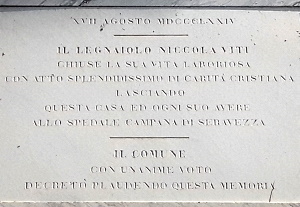 XVII AGOSTO MDCCCLXXIV
IL LEGNAIOLO NICCOLA VITI
CHIUSE LA SUA VITA LABORIOSA
CON ATTO SPLENDIDISSIMO DI CARITÀ CRISTIANA
LASCIANDO
QUESTA CASA ED OGNI SUO AVERE
ALLO SPEDALE CAMPANA DI SERAVEZZA
IL COMUNE
CON UNANIME VOTO
DECRETÒ PLAUDENDO QUESTA MEMORIA